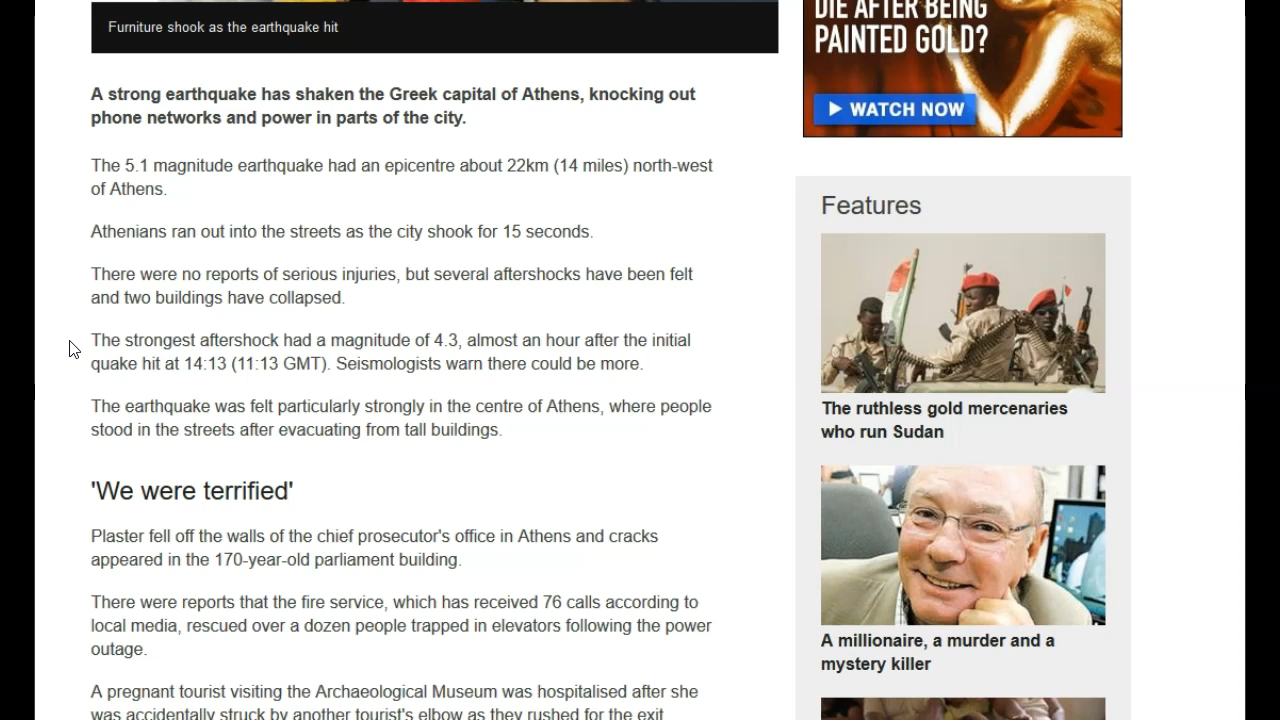 Furniture shook as the earthquake hit
A strong earthquake has shaken the Greek capital of Athens, knocking out
phone networks and power in parts of the city.
The 5.1 magnitude earthquake had an epicentre about 22km (14 miles) north-west
of Athens.
Athenians ran out into the streets as the city shook for 15 seconds.
There were no reports of serious injuries, but several aftershocks have been felt
and two buildings have collapsed.
The strongest aftershock had a magnitude of 4.3, almost an hour after the initial
quake hit at 14:13 (11:13 GMT). Seismologists warn there could be more.
The earthquake was felt particularly strongly in the centre of Athens, where people
stood in the streets after evacuating from tall buildings.
'We were terrified'
Plaster fell off the walls of the chief prosecutor's office in Athens and cracks
appeared in the 170-year-old parliament building.
There were reports that the fire service, which has received 76 calls according to
local media, rescued over a dozen people trapped in elevators following the power
outage.
A pregnant tourist visiting the Archaeological Museum was hospitalised after she
was accidentally struck by another tourist's elbow as they rushed for the exit
DIE AFTER BEING
PAINTED GOLD?
WATCH NOW
Features
The ruthless gold mercenaries
who run Sudan
A millionaire, a murder and a
mystery killer